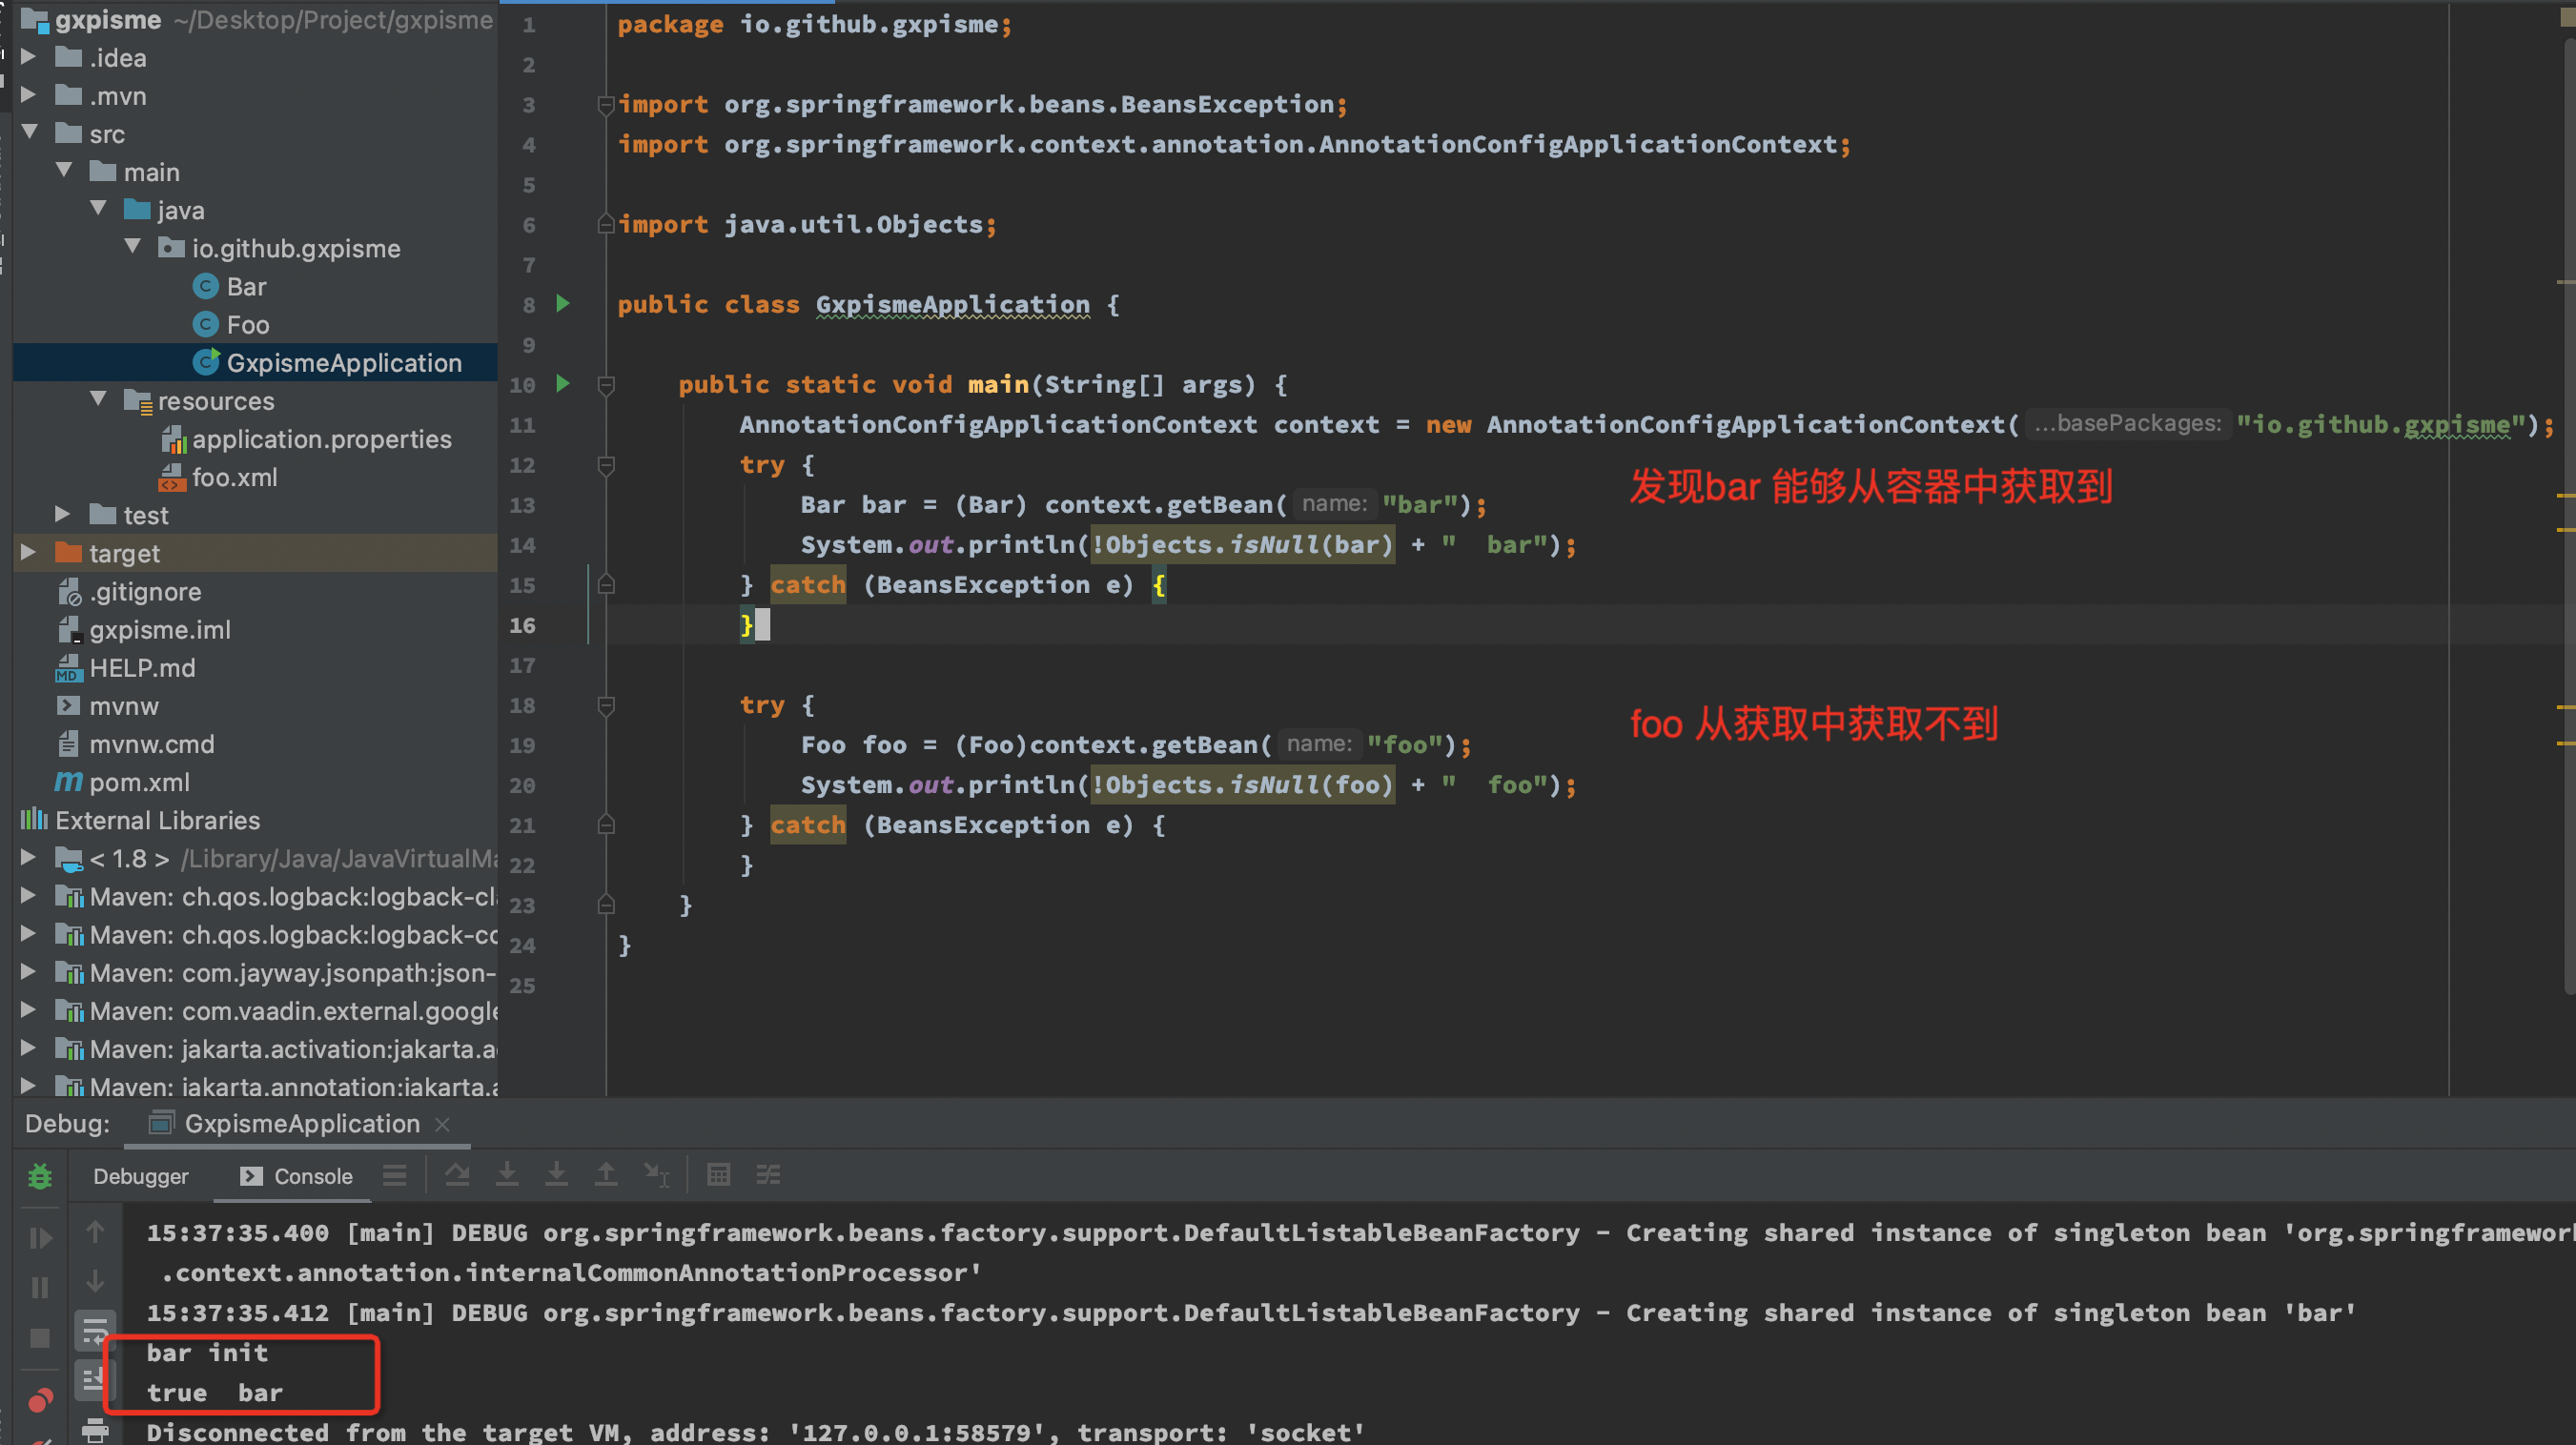 gxpisme ~/Desktop/Project/gxpisme
.idea
.mvn
src
main
java
io.github.gxpisme
Bar
Foo
GxpismeApplication
resources
application.properties
foo.xml
test
target
.gitignore
gxpisme.iml
HELP.md
mvnw
mvnw.cmd
pom.xml
External Libraries
< 1.8 > /Library/Java/JavaVirtualMa
Maven: ch.qos.logback:logback-cl
Maven: ch.qos.logback:logback-co
Maven: com.jayway.jsonpath:json-
Maven: com.vaadin.external.google
Maven: jakarta.activation:jakarta.ac
Maven: jakarta.annotation:jakarta.a
1 package io.github.gxpisme;
2
3 import org.springframework.beans.BeansException;
4 import org.springframework.context.annotation.AnnotationConfigApplicationContext;
5
6 import java.util.Objects;
7
8 public class GxpismeApplication {
9
10 public static void main(String[] args) {
11 AnnotationConfigApplicationContext context = new AnnotationConfigApplicationContext( ...basePackages: "io.github.gxpisme");
12 try {
发现bar 能够从容器中获取到
13 Bar bar = (Bar) context.getBean( name: "bar");
14 System.out.println(!Objects.isNull(bar) + "  bar");
15 } catch (BeansException e) {
16 }
17
18 try {
foo 从获取中获取不到
19 Foo foo = (Foo)context.getBean( name: "foo");
20 System.out.println(!Objects.isNull(foo) + "  foo");
21 } catch (BeansException e) {
22 }
23 }
24 }
25
Debug: GxpismeApplication
Debugger Console
15:37:35.400 [main] DEBUG org.springframework.beans.factory.support.DefaultListableBeanFactory - Creating shared instance of singleton bean 'org.springframework
.context.annotation.internalCommonAnnotationProcessor'
15:37:35.412 [main] DEBUG org.springframework.beans.factory.support.DefaultListableBeanFactory - Creating shared instance of singleton bean 'bar'
bar init
true  bar
Disconnected from the target VM, address: '127.0.0.1:58579', transport: 'socket'